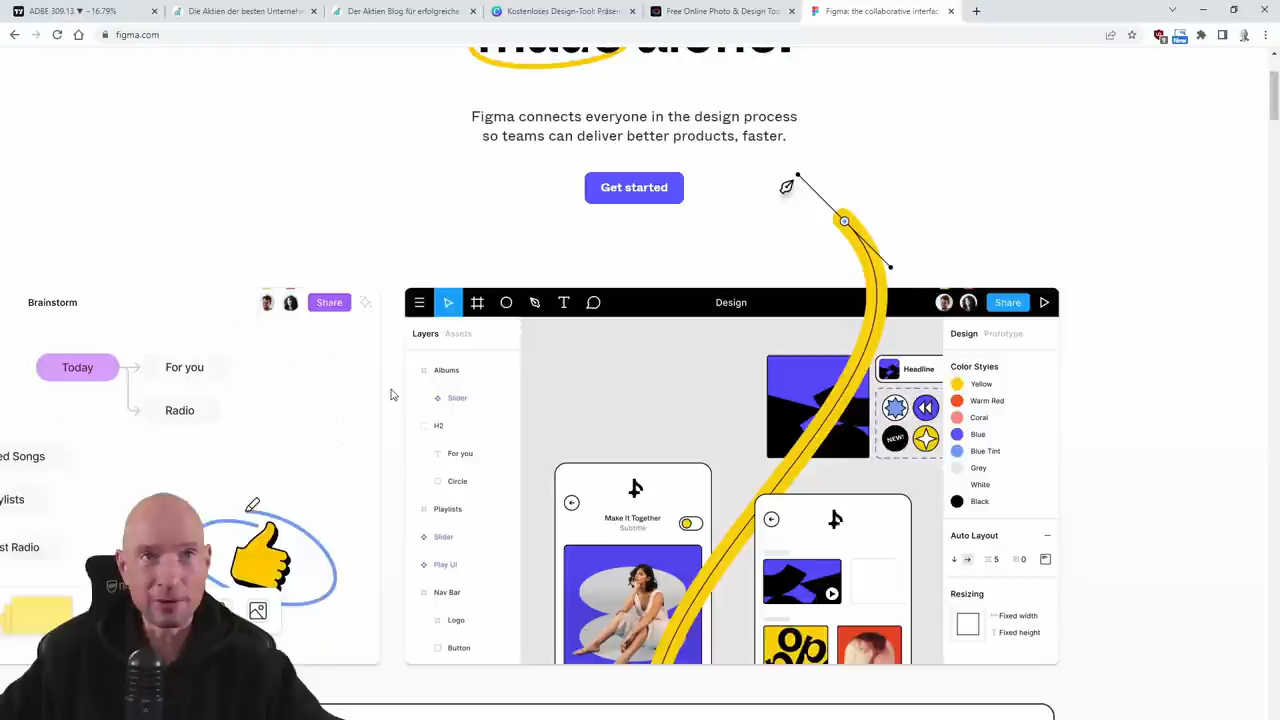 ADBE 309.13 ▼ −16.79%
Die Aktien der besten Unterneh
Der Aktien Blog für erfolgreiche
Kostenloses Design-Tool: Präsen
Free Online Photo & Design Too
Figma: the collaborative interfac
figma.com
New
Figma connects everyone in the design process
so teams can deliver better products, faster.
Get started
Brainstorm
Share
Today
For you
Radio
ed Songs
ylists
st Radio
Design
Share
Layers
Assets
Albums
Slider
H2
For you
Circle
Playlists
Slider
Play UI
Nav Bar
Logo
Button
Make It Together
Subtitle
Headline
NEW!
Design
Prototype
Color Styles
Yellow
Warm Red
Coral
Blue
Blue Tint
Grey
White
Black
Auto Layout
5
0
Resizing
Fixed width
Fixed height